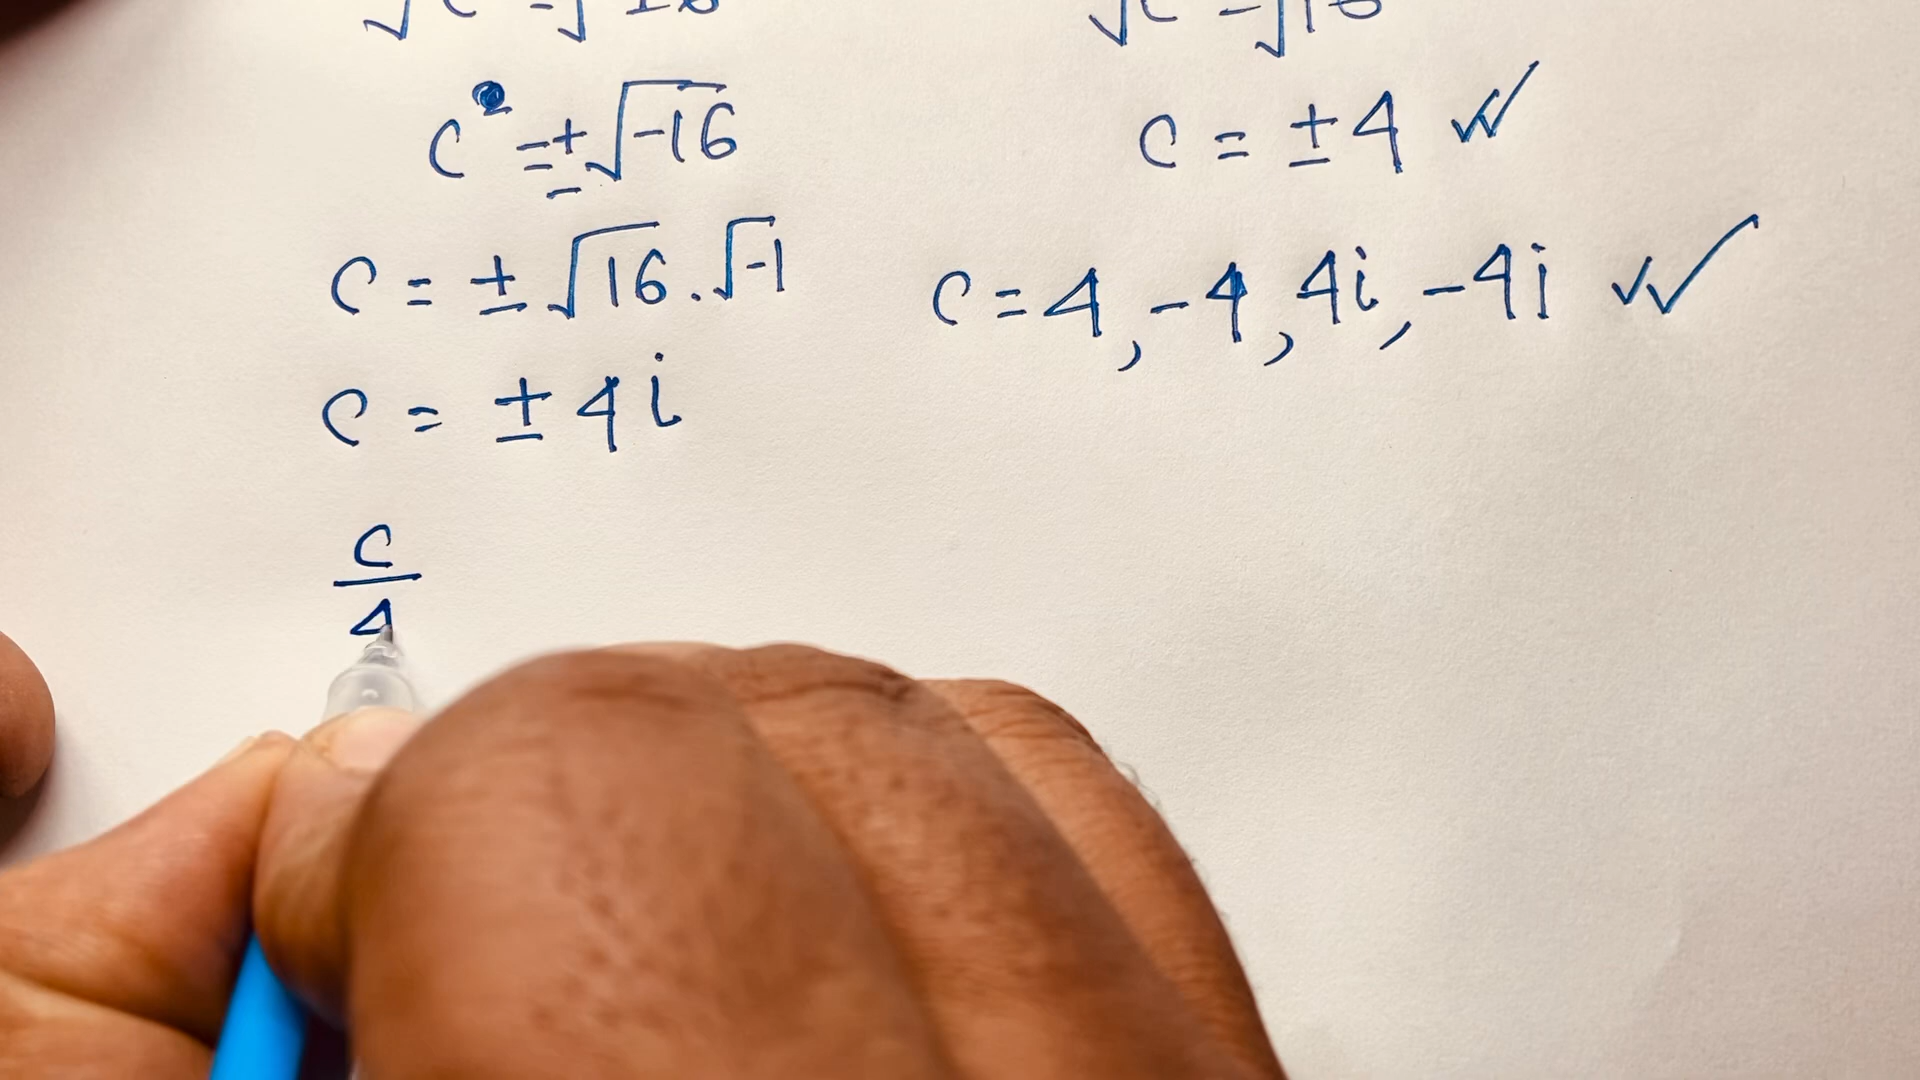 c² = ±√-16
c = ±√16 . √-1
c = ±4i
c = ±4 ✓✓
c = 4, -4, 4i, -4i ✓✓
c/4